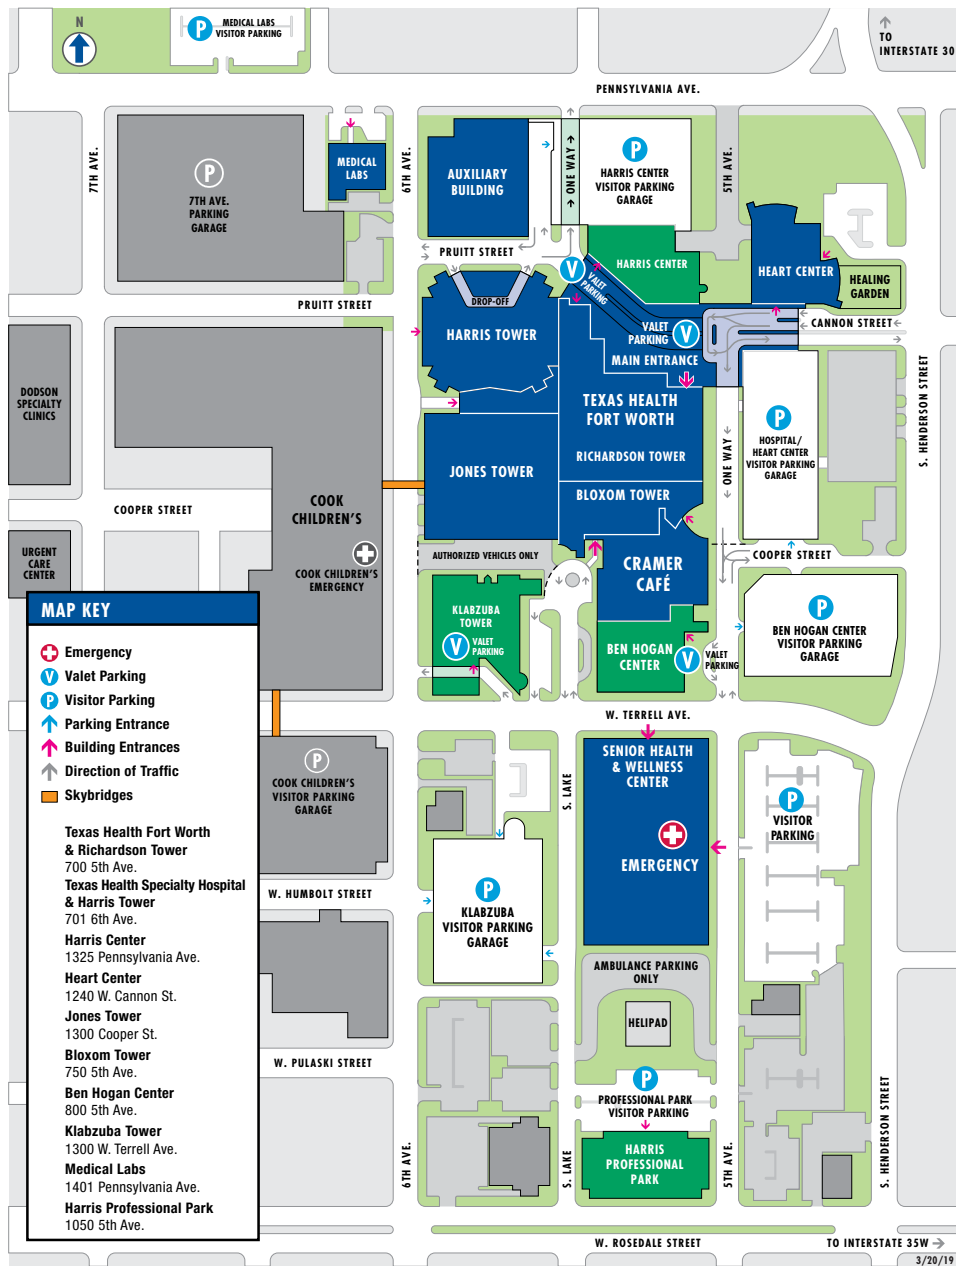 N
P
MEDICAL LABS
VISITOR PARKING
TO
INTERSTATE 30
PENNSYLVANIA AVE.
7TH AVE.
P
7TH AVE.
PARKING
GARAGE
MEDICAL
LABS
6TH AVE.
AUXILIARY
BUILDING
ONE WAY
P
HARRIS CENTER
VISITOR PARKING
GARAGE
5TH AVE.
PRUITT STREET
HARRIS CENTER
HEART CENTER
HEALING
GARDEN
V
VALET
PARKING
PRUITT STREET
DROP-OFF
HARRIS TOWER
VALET
PARKING
V
CANNON STREET
MAIN ENTRANCE
S. HENDERSON STREET
DODSON
SPECIALTY
CLINICS
TEXAS HEALTH
FORT WORTH
P
HOSPITAL/
HEART CENTER
VISITOR PARKING
GARAGE
ONE WAY
RICHARDSON TOWER
JONES TOWER
BLOXOM TOWER
COOPER STREET
COOK
CHILDREN'S
COOK CHILDREN'S
EMERGENCY
URGENT
CARE
CENTER
AUTHORIZED VEHICLES ONLY
COOPER STREET
CRAMER
CAFÉ
KLABZUBA
TOWER
V
VALET
PARKING
P
BEN HOGAN CENTER
VISITOR PARKING
GARAGE
BEN HOGAN
CENTER
V
VALET
PARKING
W. TERRELL AVE.
MAP KEY
Emergency
V Valet Parking
P Visitor Parking
Parking Entrance
Building Entrances
Direction of Traffic
Skybridges
Texas Health Fort Worth
& Richardson Tower
700 5th Ave.
Texas Health Specialty Hospital
& Harris Tower
701 6th Ave.
Harris Center
1325 Pennsylvania Ave.
Heart Center
1240 W. Cannon St.
Jones Tower
1300 Cooper St.
Bloxom Tower
750 5th Ave.
Ben Hogan Center
800 5th Ave.
Klabzuba Tower
1300 W. Terrell Ave.
Medical Labs
1401 Pennsylvania Ave.
Harris Professional Park
1050 5th Ave.
P
COOK CHILDREN'S
VISITOR PARKING
GARAGE
S. LAKE
SENIOR HEALTH
& WELLNESS
CENTER
EMERGENCY
P
VISITOR
PARKING
W. HUMBOLT STREET
P
KLABZUBA
VISITOR PARKING
GARAGE
AMBULANCE PARKING
ONLY
HELIPAD
W. PULASKI STREET
P
PROFESSIONAL PARK
VISITOR PARKING
HARRIS
PROFESSIONAL
PARK
6TH AVE.
S. LAKE
5TH AVE.
S. HENDERSON STREET
W. ROSEDALE STREET
TO INTERSTATE 35W
3/20/19